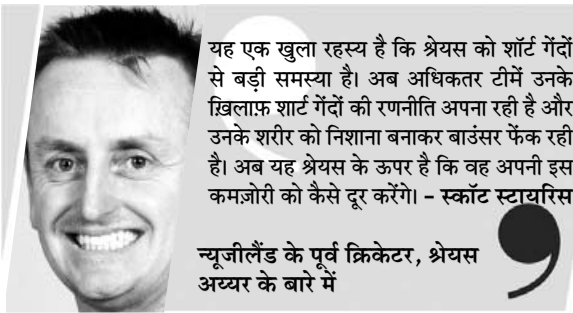 यह एक खुला रहस्य है कि श्रेयस को शॉर्ट गेंदों
से बड़ी समस्या है। अब अधिकतर टीमें उनके
ख़िलाफ़ शार्ट गेंदों की रणनीति अपना रही है और
उनके शरीर को निशाना बनाकर बाउंसर फेंक रही
है। अब यह श्रेयस के ऊपर है कि वह अपनी इस
कमज़ोरी को कैसे दूर करेंगे। – स्कॉट स्टायरिस
न्यूजीलैंड के पूर्व क्रिकेटर, श्रेयस
अय्यर के बारे में